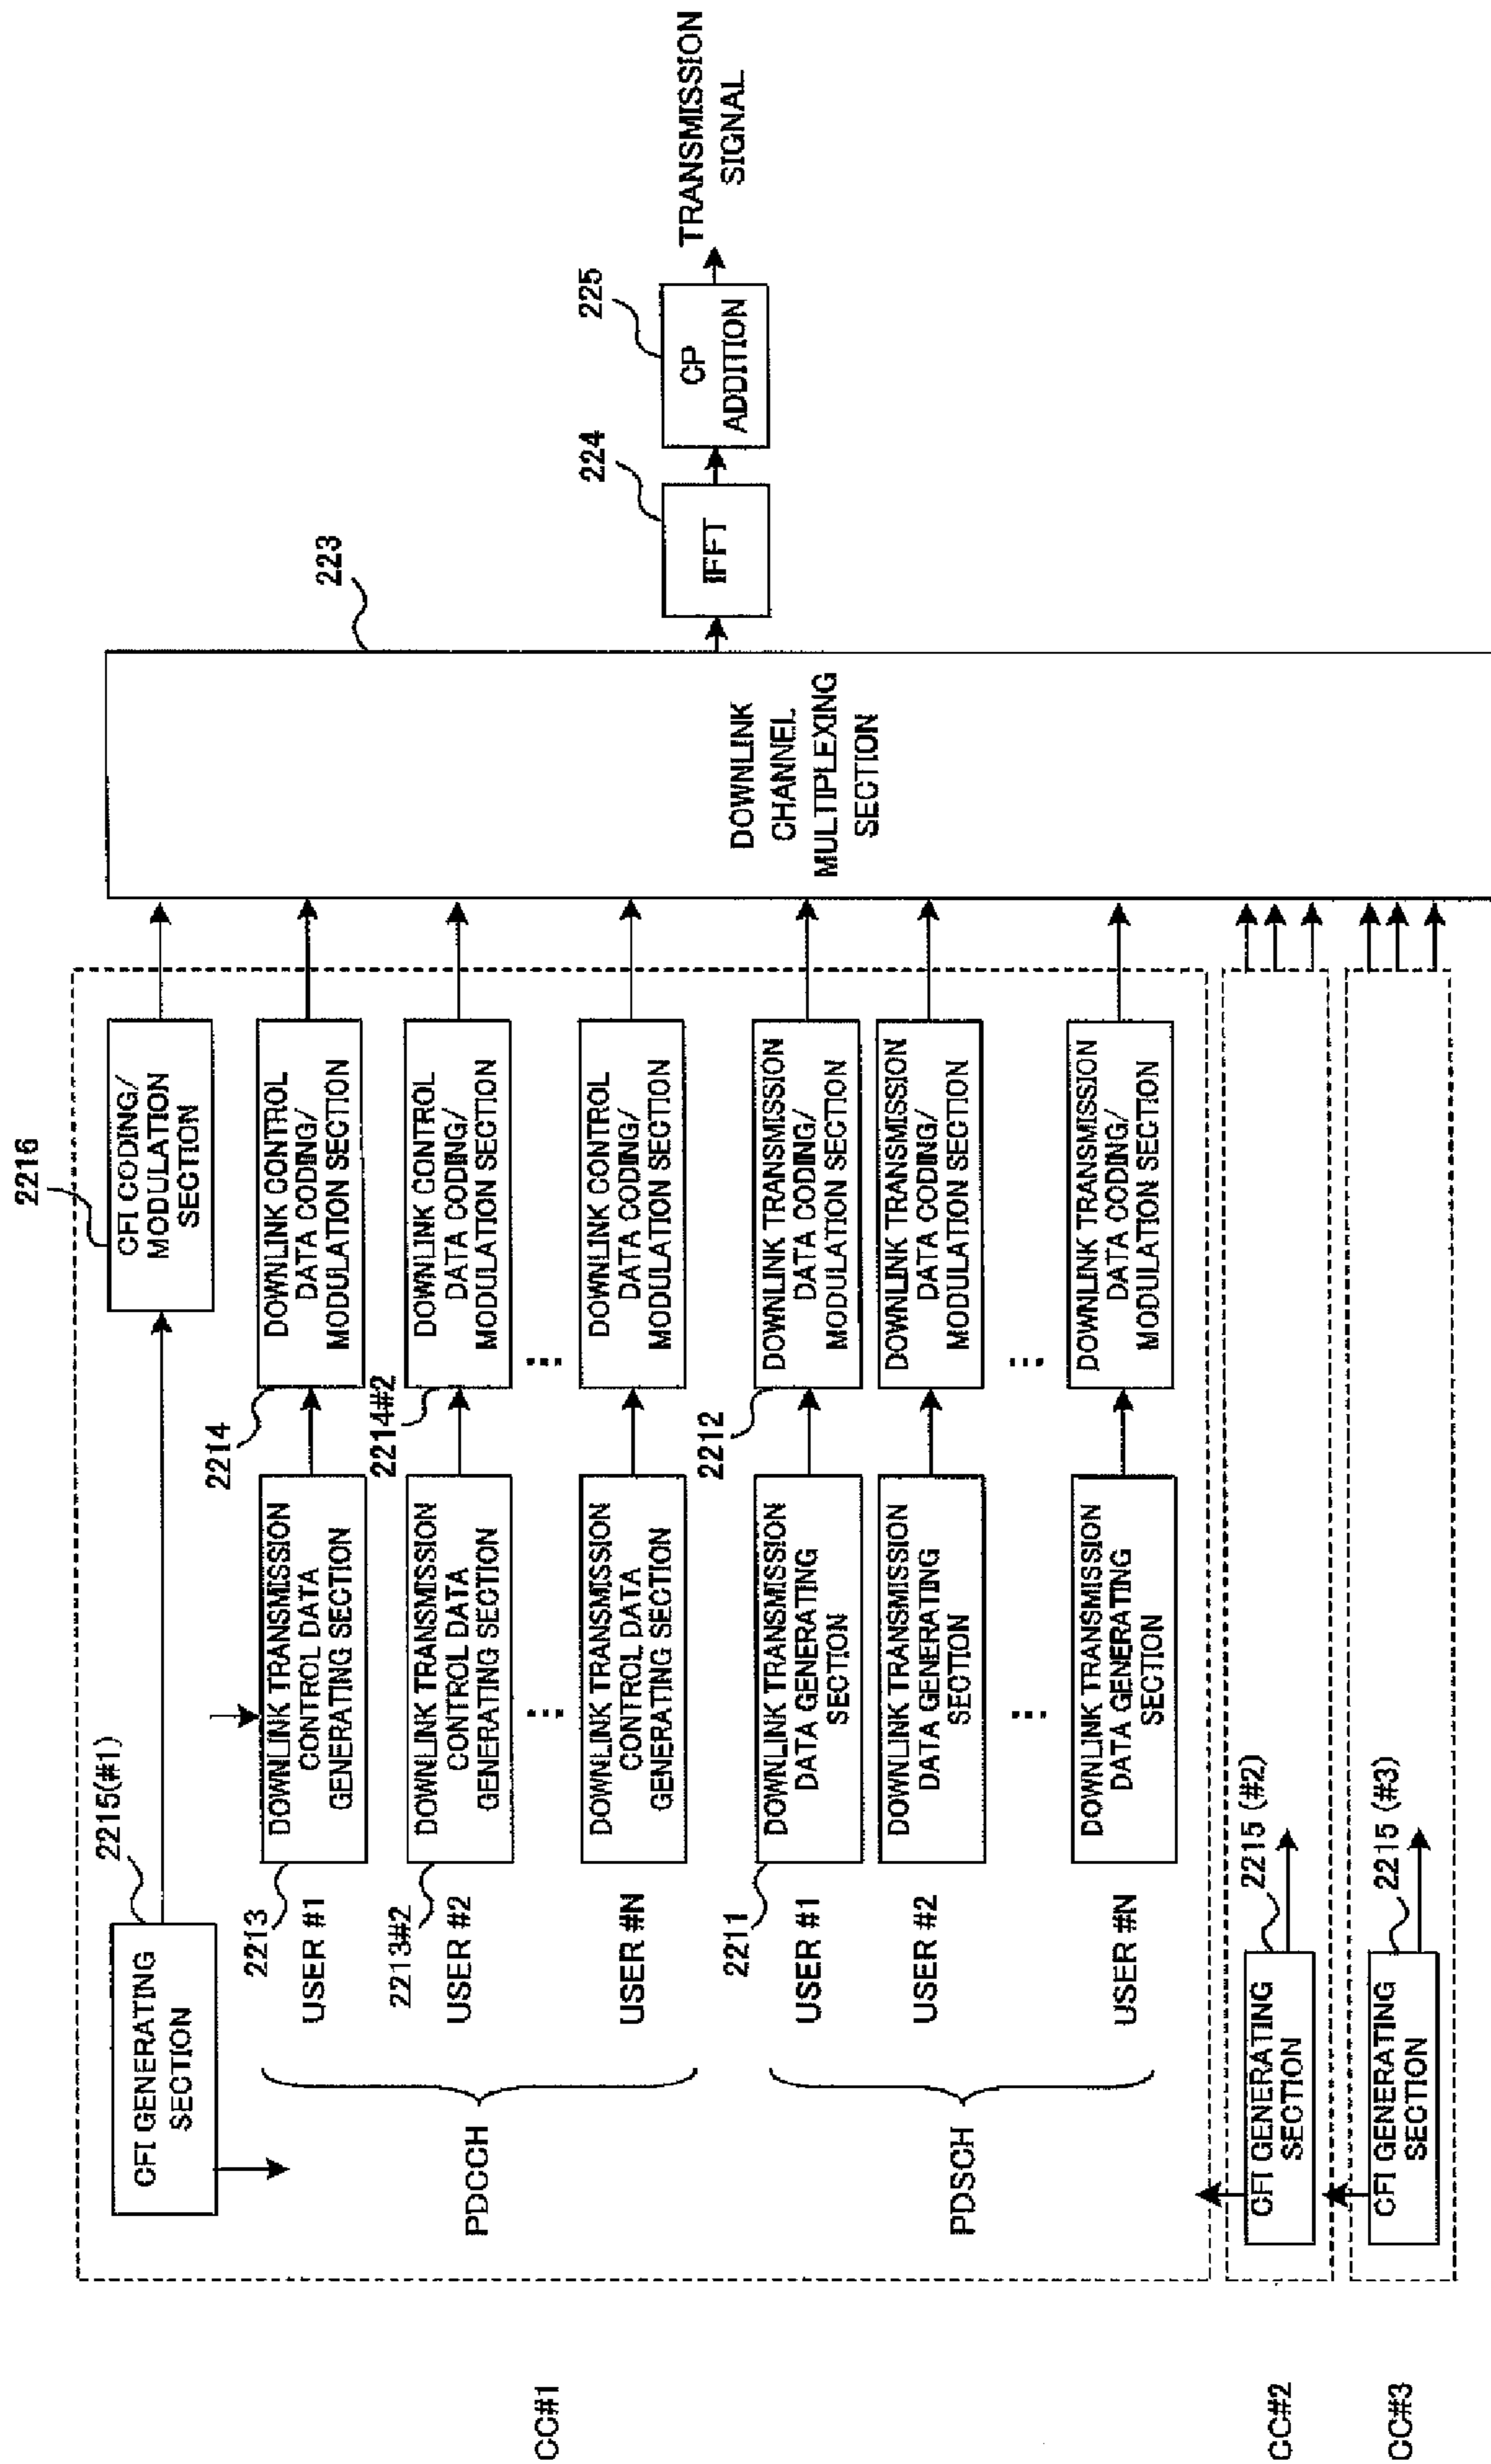 CC#1
CFI GENERATING
SECTION
2215(#1)
CFI CODING/
MODULATION
SECTION
2216
PDCCH
2213
USER #1
DOWNLINK TRANSMISSION
CONTROL DATA
GENERATING SECTION
2214
DOWNLINK CONTROL
DATA CODING/
MODULATION SECTION
2213#2
USER #2
DOWNLINK TRANSMISSION
CONTROL DATA
GENERATING SECTION
2214#2
DOWNLINK CONTROL
DATA CODING/
MODULATION SECTION
...
...
USER #N
DOWNLINK TRANSMISSION
CONTROL DATA
GENERATING SECTION
DOWNLINK CONTROL
DATA CODING/
MODULATION SECTION
PDSCH
2211
USER #1
DOWNLINK TRANSMISSION
DATA GENERATING
SECTION
2212
DOWNLINK TRANSMISSION
DATA CODING/
MODULATION SECTION
USER #2
DOWNLINK TRANSMISSION
DATA GENERATING
SECTION
DOWNLINK TRANSMISSION
DATA CODING/
MODULATION SECTION
...
...
USER #N
DOWNLINK TRANSMISSION
DATA GENERATING
SECTION
DOWNLINK TRANSMISSION
DATA CODING/
MODULATION SECTION
CC#2
CFI GENERATING
SECTION
2215 (#2)
CC#3
CFI GENERATING
SECTION
2215 (#3)
223
DOWNLINK
CHANNEL
MULTIPLEXING
SECTION
224
IFFT
225
CP
ADDITION
TRANSMISSION
SIGNAL